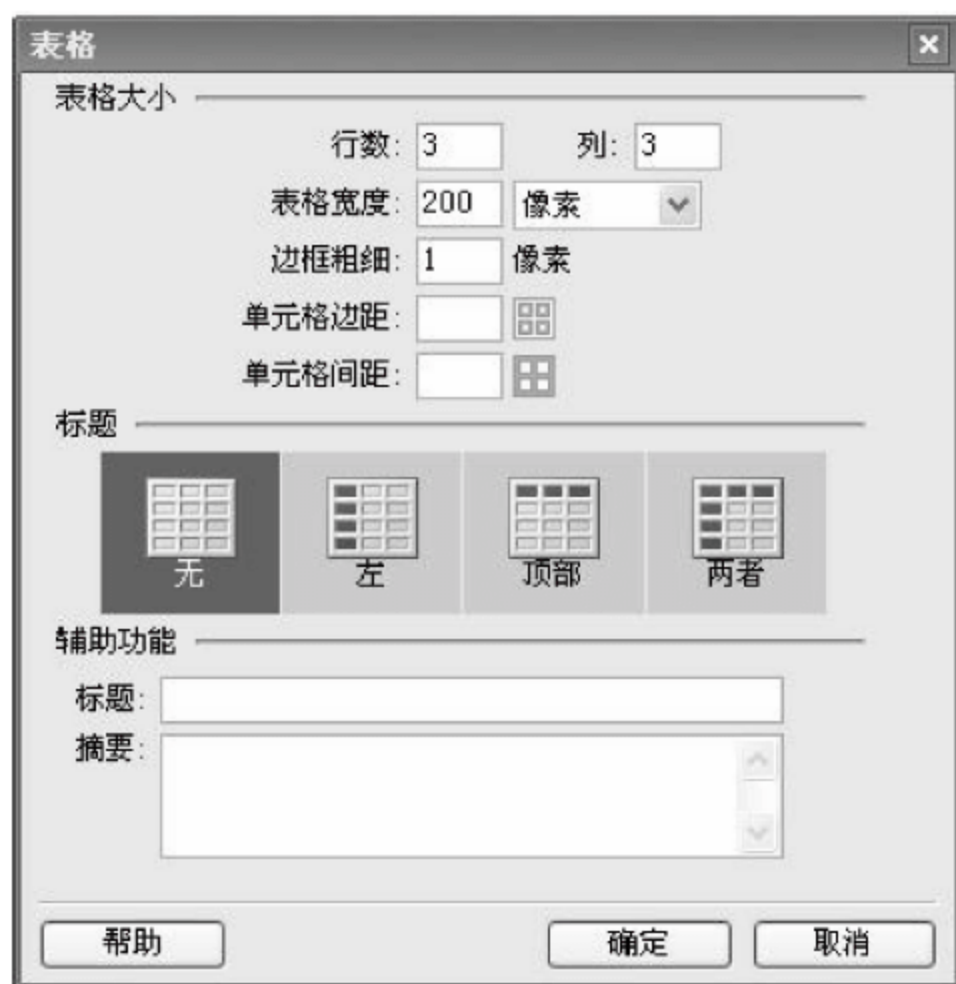 表格
表格大小
行数: 3 列: 3
表格宽度: 200 像素
边框粗细: 1 像素
单元格边距:
单元格间距:
标题
无 左 顶部 两者
辅助功能
标题:
摘要:
帮助 确定 取消